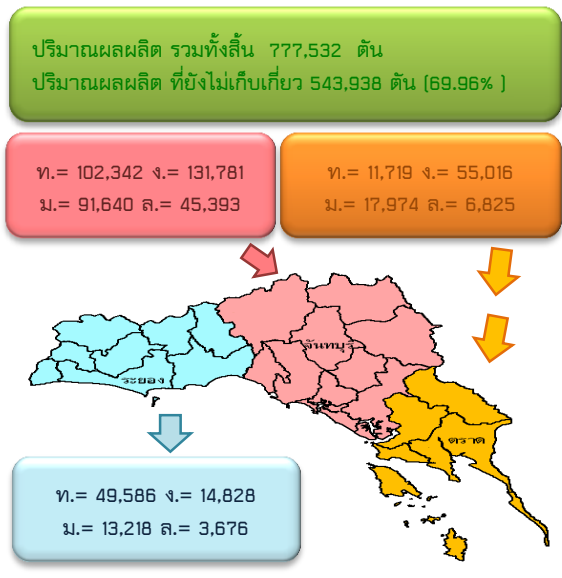 ปริมาณผลผลิต รวมทั้งสิ้น 777,532 ตัน
ปริมาณผลผลิต ที่ยังไม่เก็บเกี่ยว 543,938 ตัน (69.96% )
ท.= 102,342 ง.= 131,781
ม.= 91,640 ล.= 45,393
ท.= 11,719 ง.= 55,016
ม.= 17,974 ล.= 6,825
จันทบุรี
ระยอง
ตราด
ท.= 49,586 ง.= 14,828
ม.= 13,218 ล.= 3,676